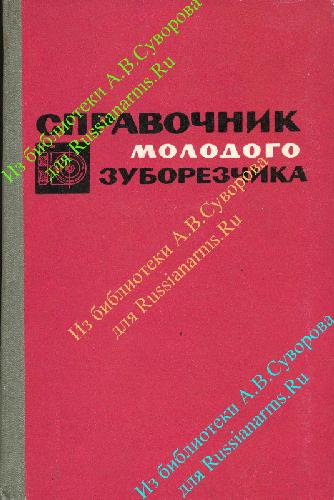 Из библиотеки А.В.Суворова
для Russianarms.Ru
СПРАВОЧНИК
МОЛОДОГО
ЗУБОРЕЗЧИКА
Из библиотеки А.В.Суворова
для Russianarms.Ru
Из библиотеки А.В.Суворова
для Russianarms.Ru